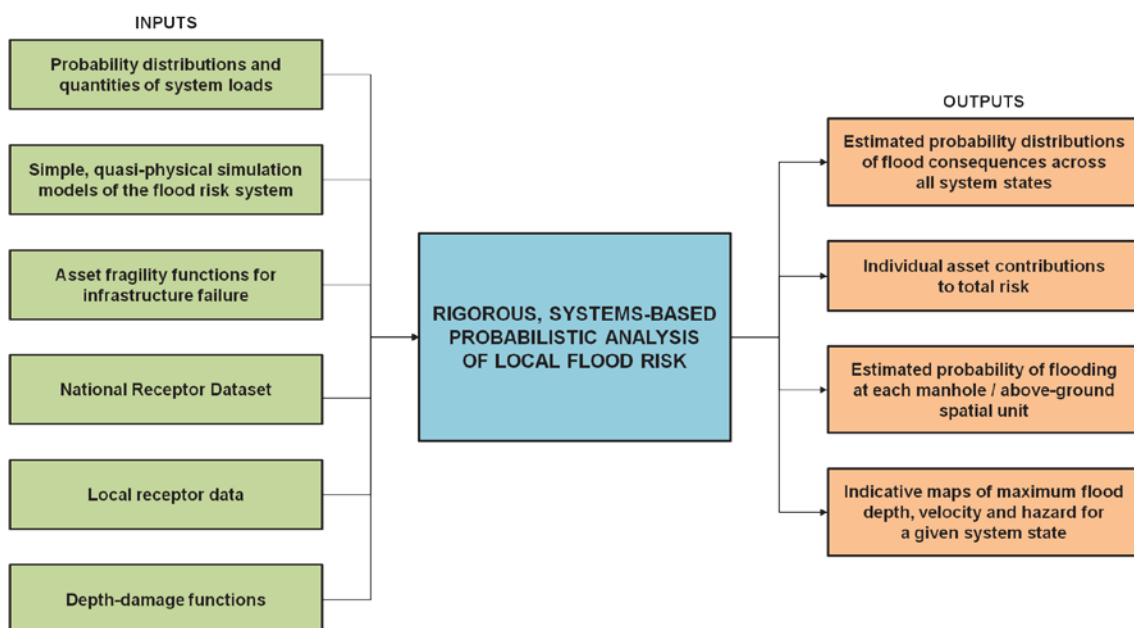 INPUTS
Probability distributions and
quantities of system loads
Simple, quasi-physical simulation
models of the flood risk system
Asset fragility functions for
infrastructure failure
National Receptor Dataset
Local receptor data
Depth-damage functions
RIGOROUS, SYSTEMS-BASED
PROBABILISTIC ANALYSIS
OF LOCAL FLOOD RISK
OUTPUTS
Estimated probability distributions
of flood consequences across
all system states
Individual asset contributions
to total risk
Estimated probability of flooding
at each manhole / above-ground
spatial unit
Indicative maps of maximum flood
depth, velocity and hazard for
a given system state